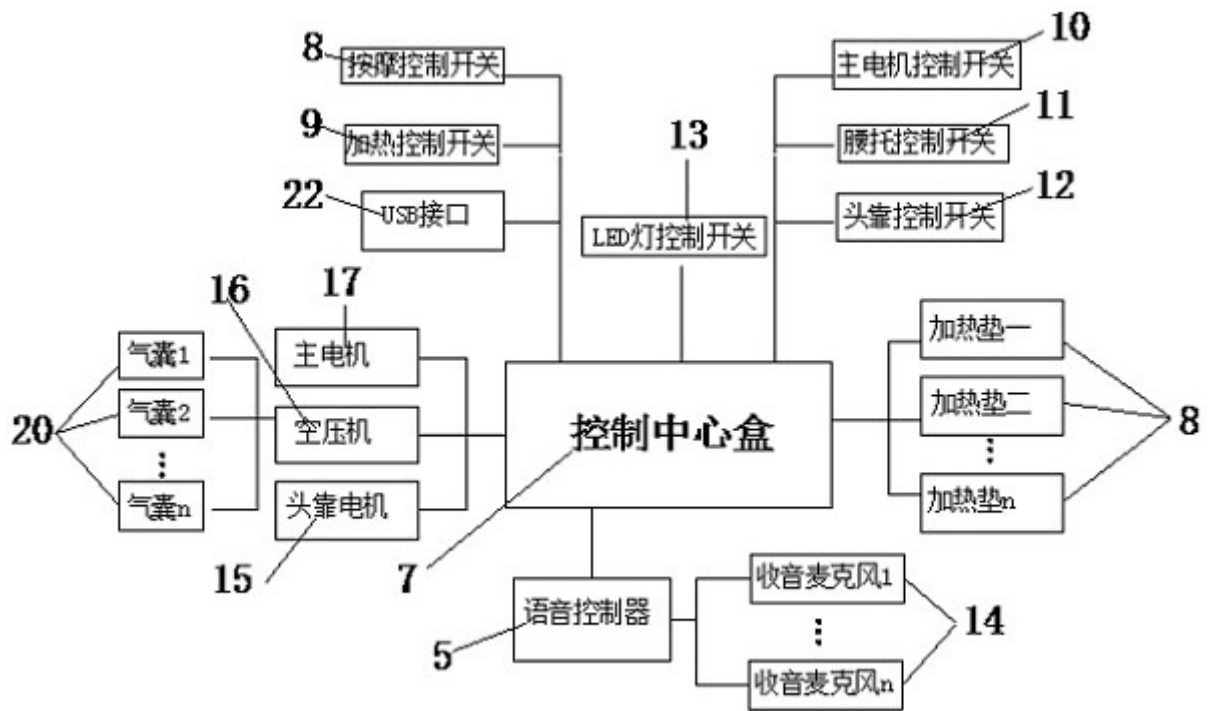 8
按摩控制开关
主电机控制开关
10
9
加热控制开关
13
腰托控制开关
11
22
USB接口
LED灯控制开关
头靠控制开关
12
16
17
气囊1
主电机
加热垫一
20
气囊2
空压机
控制中心盒
加热垫二
8
⋮
⋮
气囊n
头靠电机
加热垫n
15
7
语音控制器
收音麦克风1
5
⋮
14
收音麦克风n